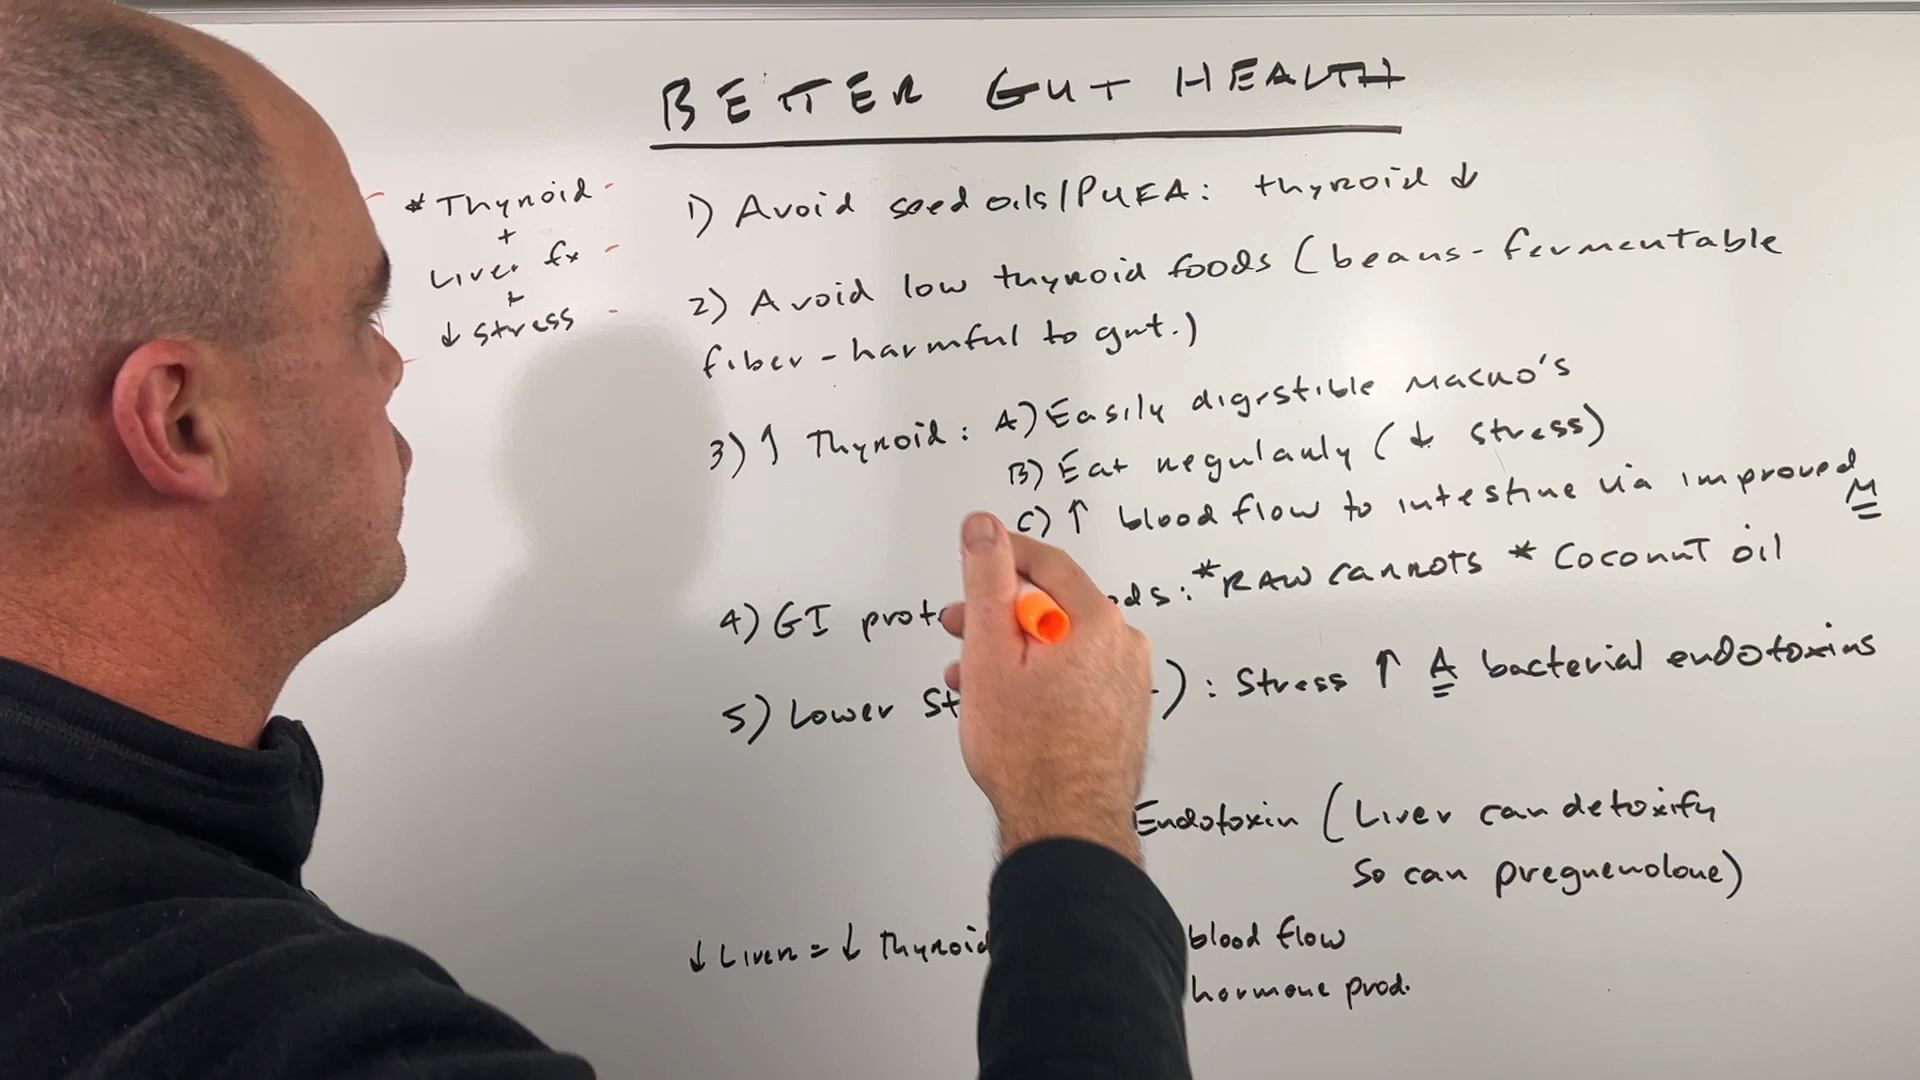 BETTER GUT HEALTH
* Thyroid
+
Liver fx
+
↓ stress
1) Avoid seed oils/PUFA: thyroid ↓
2) Avoid low thyroid foods (beans-fermentable
fiber-harmful to gut.)
3) ↑ Thyroid: A) Easily digestible macro's
B) Eat regularly (↓ stress)
C) ↑ blood flow to intestine via improved
M
4) GI : *RAW carrots * Coconut oil
5) Lower ) : Stress ↑ A bacterial endotoxins
Endotoxin (Liver can detoxify
So can pregnenolone)
↓ Liver = ↓ Thyroid blood flow
hormone prod.